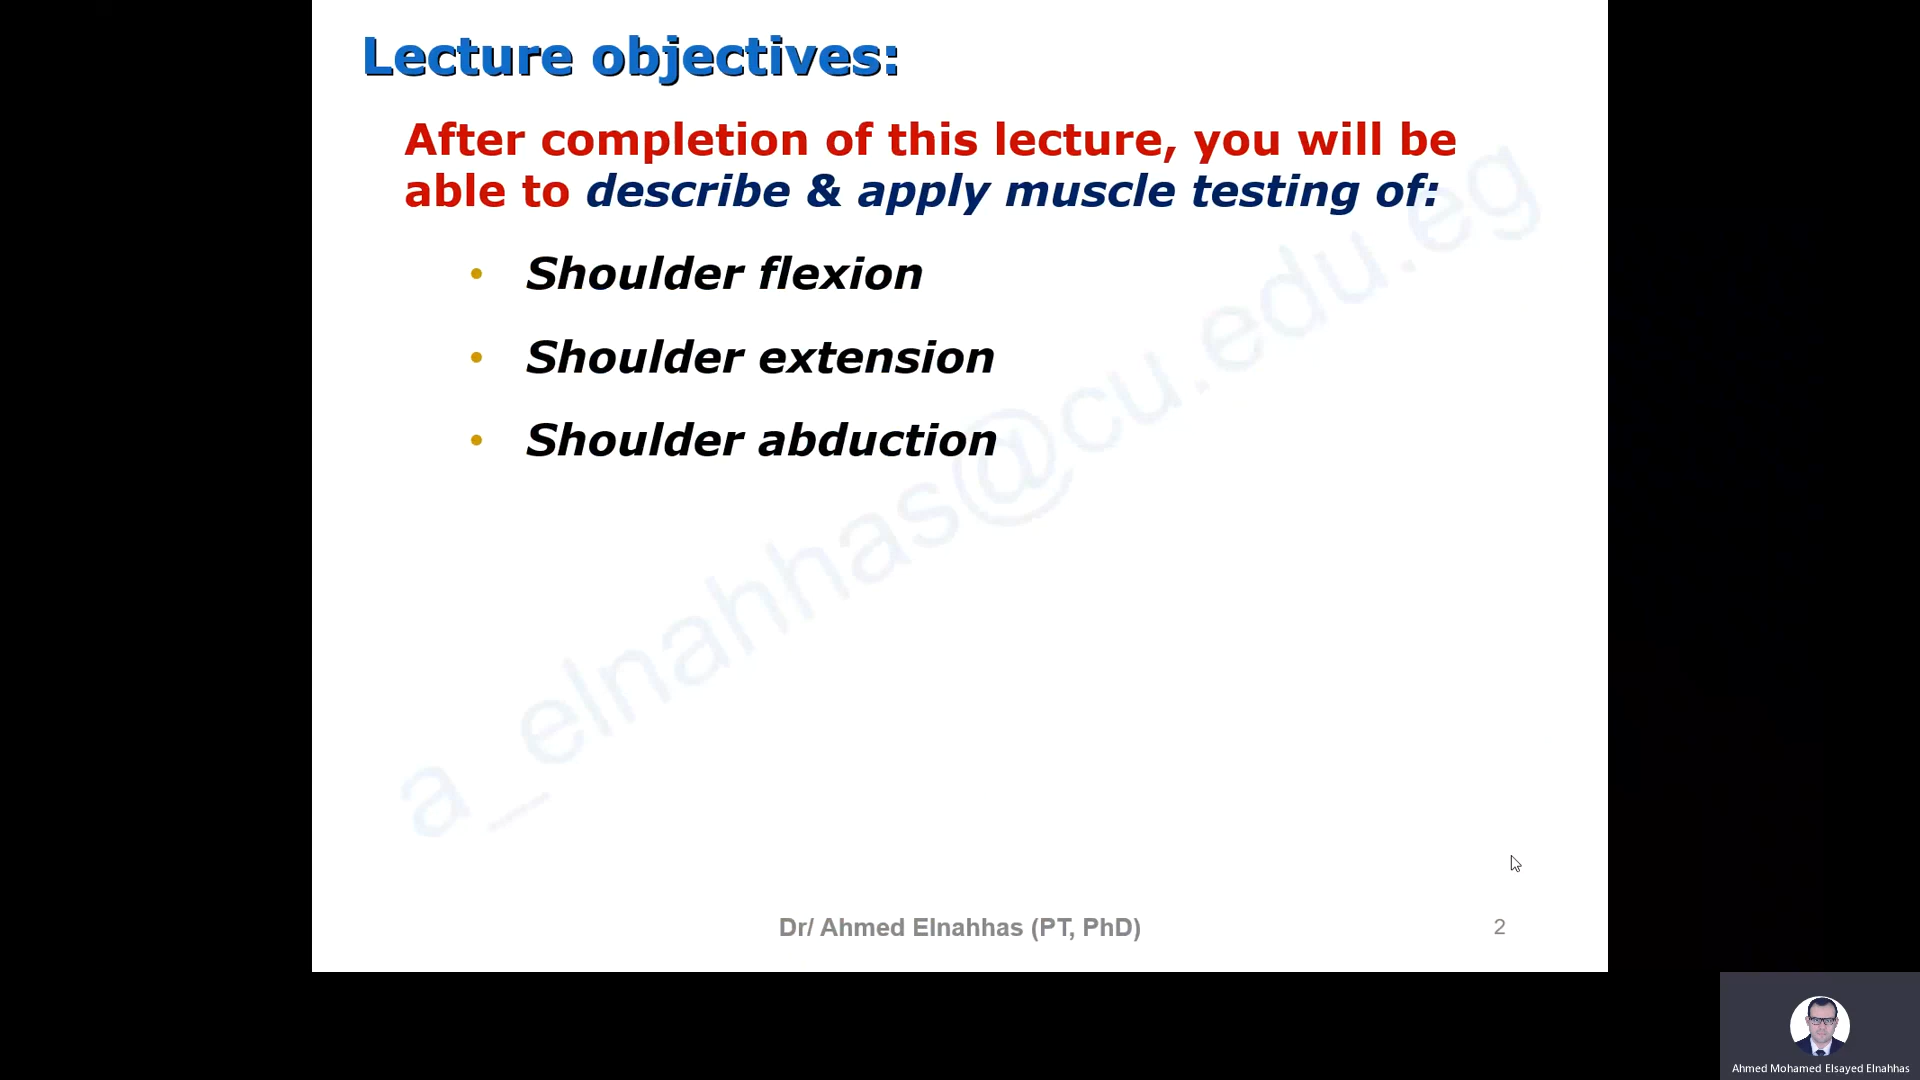 Lecture objectives:
After completion of this lecture, you will be
able to describe & apply muscle testing of:
• Shoulder flexion
• Shoulder extension
• Shoulder abduction
a_elnahhas@cu.edu.eg
Dr/ Ahmed Elnahhas (PT, PhD)
2
Ahmed Mohamed Elsayed Elnahhas